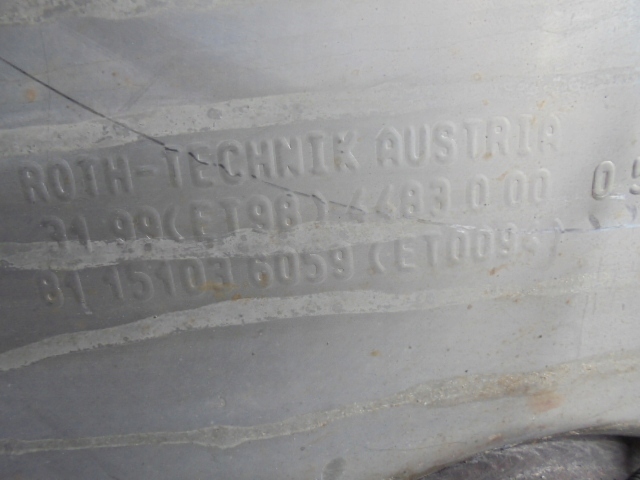 ROTH-TECHNIK AUSTRIA
31 99(ET98) 4483 0 00
81 15103 6059 (ET009)